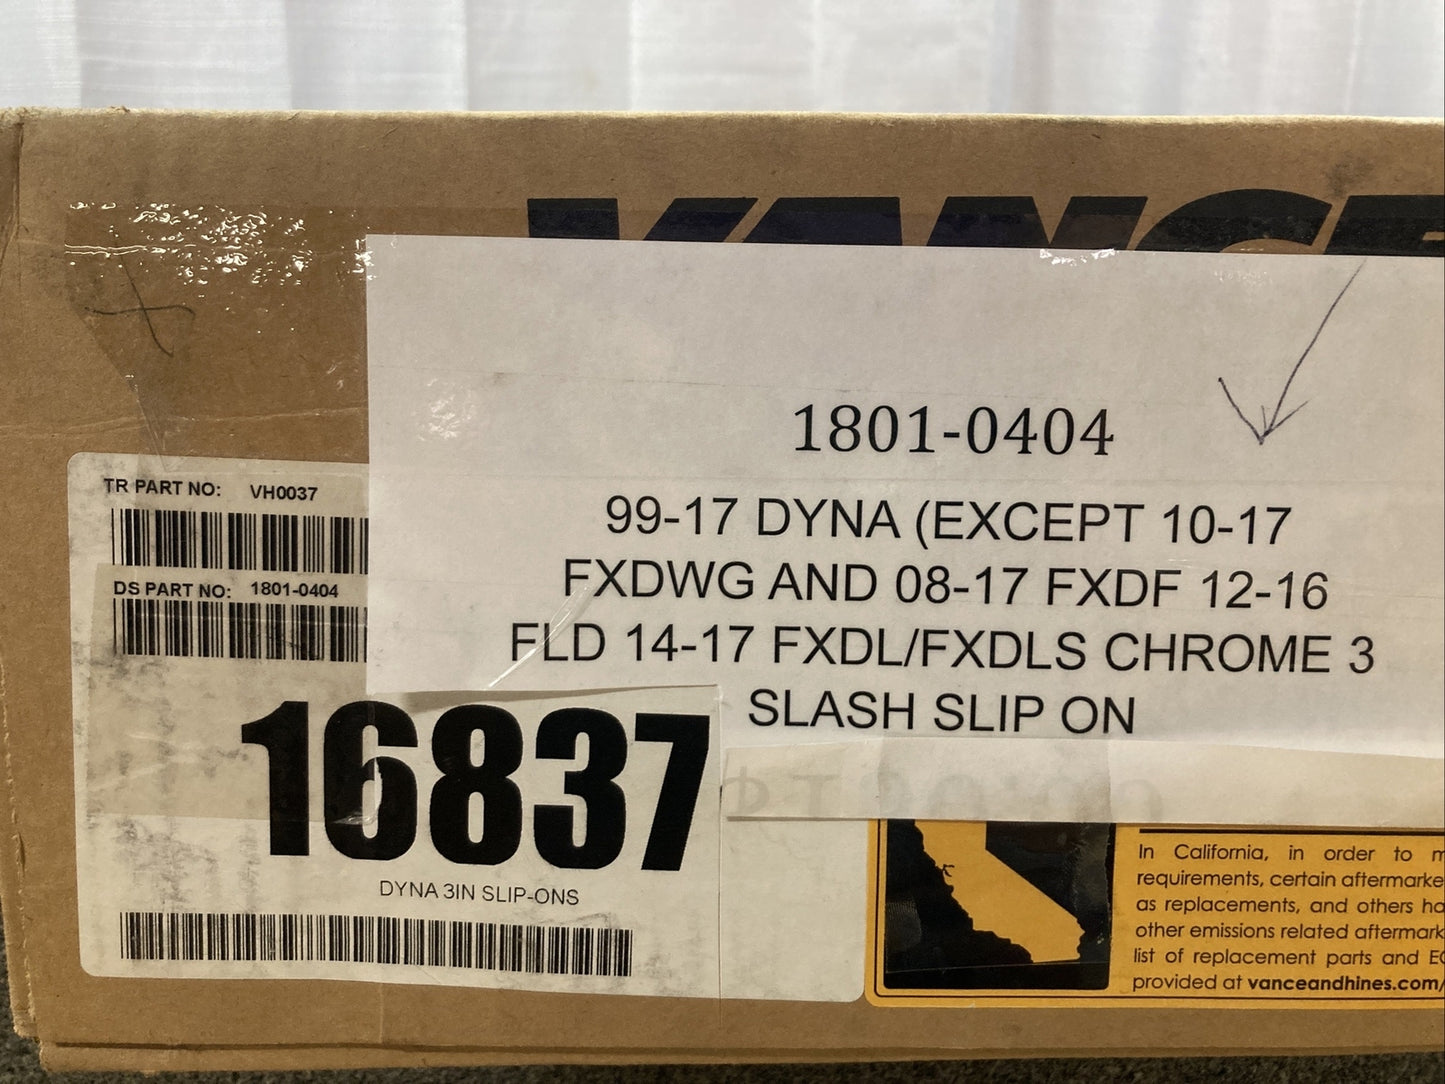 VANCE
1801-0404
99-17 DYNA (EXCEPT 10-17
FXDWG AND 08-17 FXDF 12-16
FLD 14-17 FXDL/FXDLS CHROME 3
SLASH SLIP ON
TR PART NO: VH0037
DS PART NO: 1801-0404
16837
DYNA 3IN SLIP-ONS
In California, in order to
requirements, certain aftermarke
as replacements, and others ha
other emissions related aftermark
list of replacement parts and
provided at vanceandhines.com/